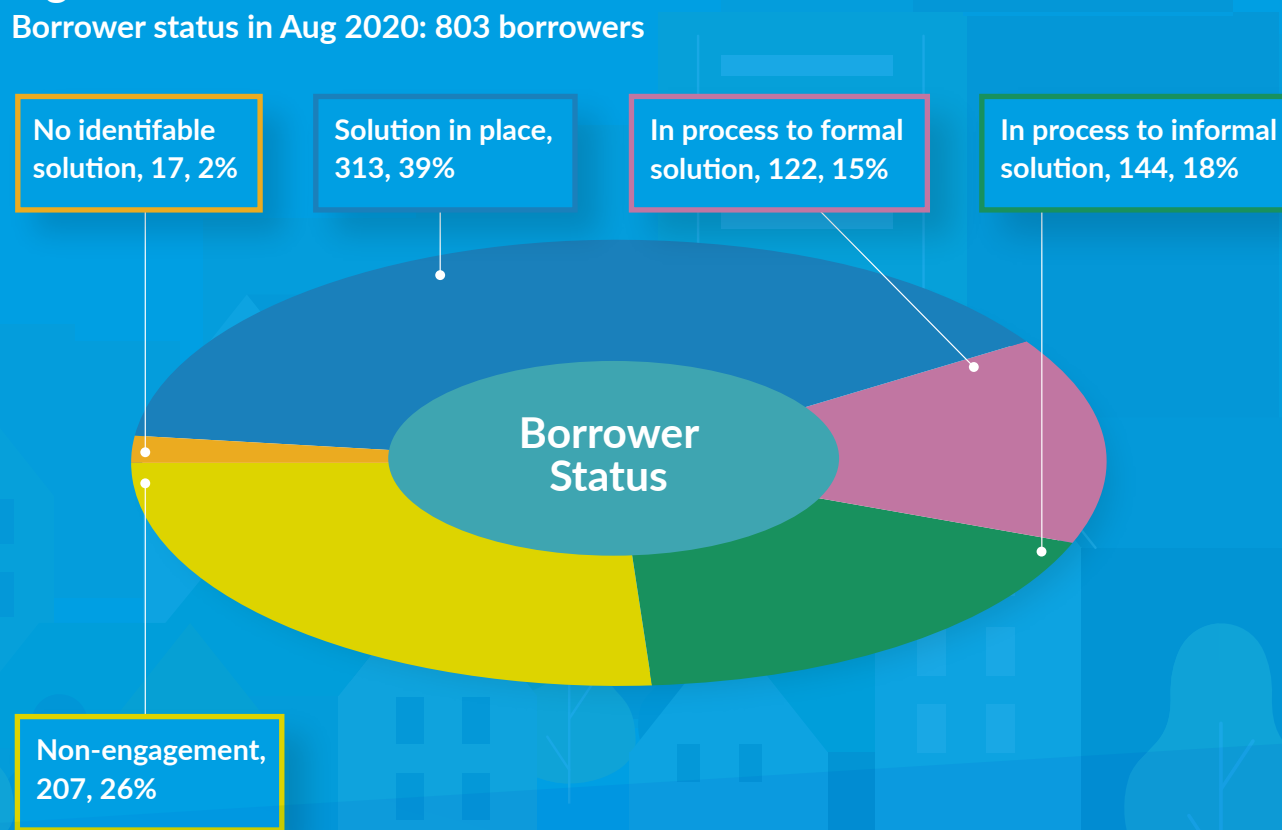 Borrower status in Aug 2020: 803 borrowers
No identifable
solution, 17, 2%
Solution in place,
313, 39%
In process to formal
solution, 122, 15%
In process to informal
solution, 144, 18%
Borrower
Status
Non-engagement,
207, 26%